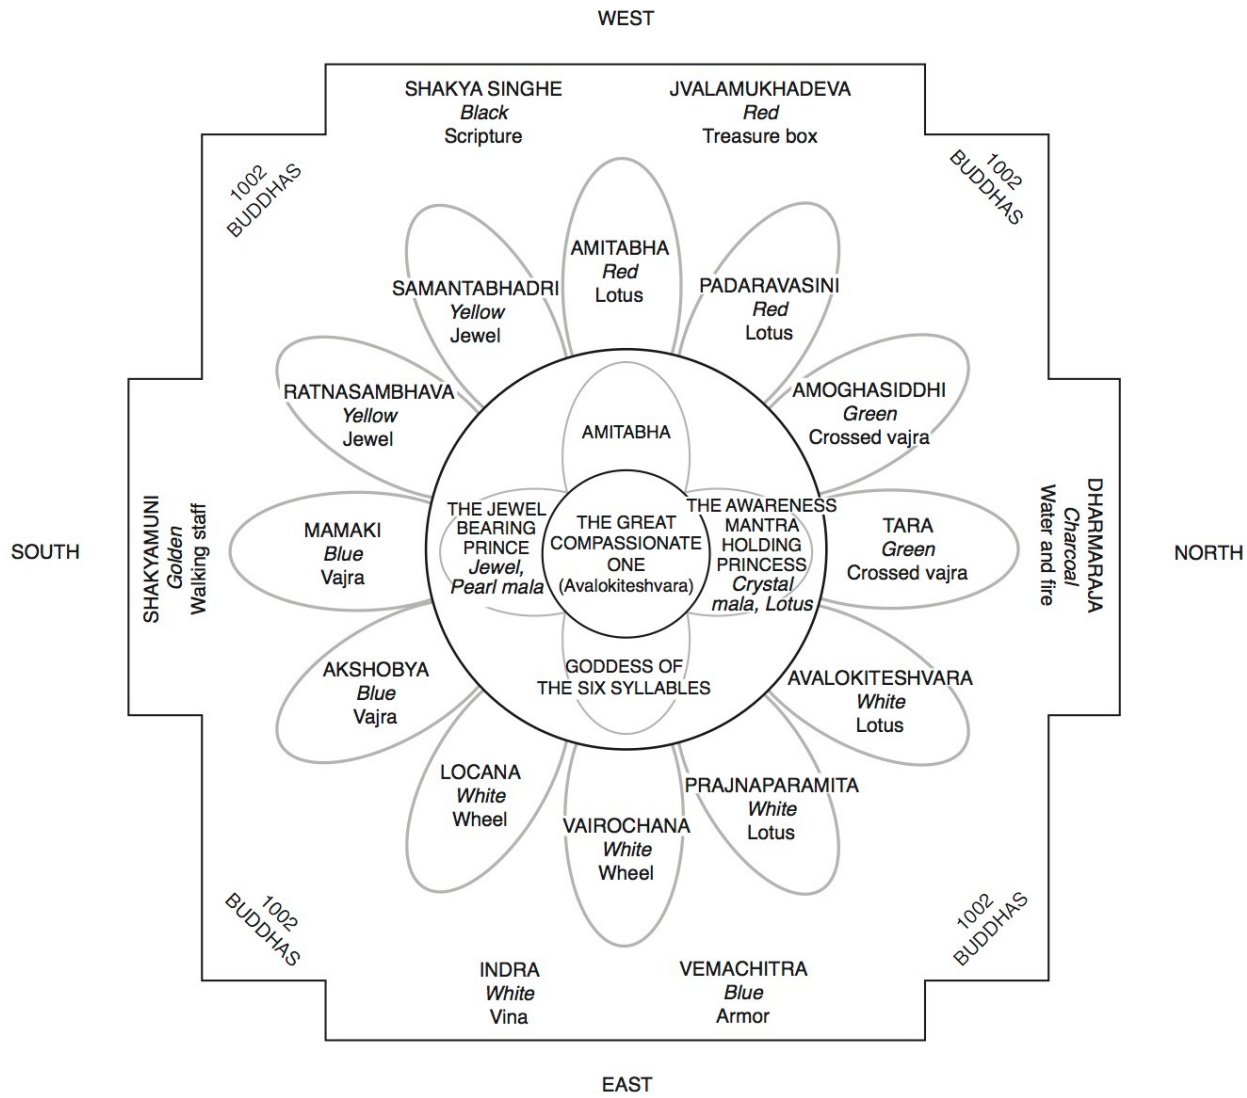 WEST
SHAKYA SINGHE
Black
Scripture
JVALAMUKHADEVA
Red
Treasure box
1002
BUDDHAS
1002
BUDDHAS
AMITABHA
Red
Lotus
SAMANTABHADRI
Yellow
Jewel
PADARAVASINI
Red
Lotus
RATNASAMBHAVA
Yellow
Jewel
AMOGHASIDDHI
Green
Crossed vajra
AMITABHA
SOUTH
SHAKYAMUNI
Golden
Walking staff
MAMAKI
Blue
Vajra
THE JEWEL
BEARING
PRINCE
Jewel,
Pearl mala
THE GREAT
COMPASSIONATE
ONE
(Avalokiteshvara)
THE AWARENESS
MANTRA
HOLDING
PRINCESS
Crystal
mala, Lotus
TARA
Green
Crossed vajra
DHARMARAJA
Charcoal
Water and fire
NORTH
GODDESS OF
THE SIX SYLLABLES
AKSHOBYA
Blue
Vajra
AVALOKITESHVARA
White
Lotus
LOCANA
White
Wheel
PRAJNAPARAMITA
White
Lotus
VAIROCHANA
White
Wheel
1002
BUDDHAS
1002
BUDDHAS
INDRA
White
Vina
VEMACHITRA
Blue
Armor
EAST